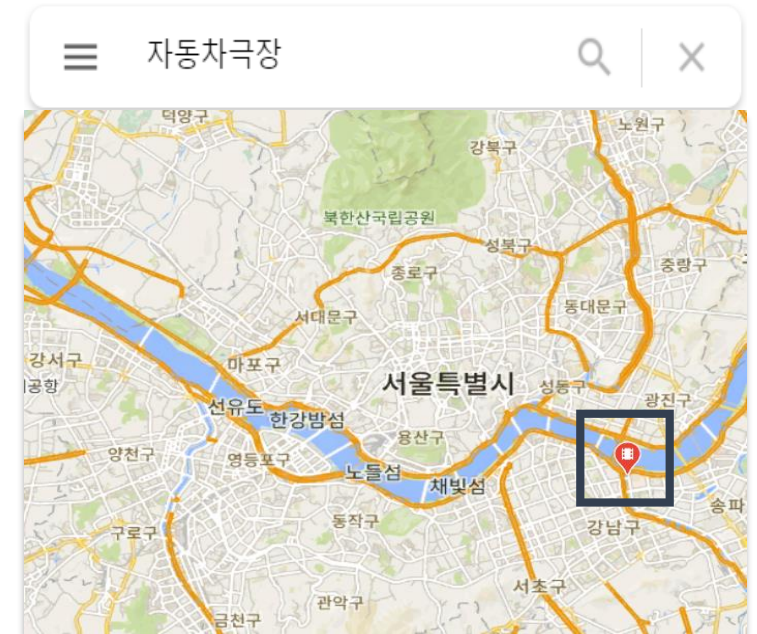 자동차극장
덕양구
노원구
강북구
북한산국립공원
성북구
종로구
중랑구
동대문구
서대문구
강서구
공항
마포구
서울특별시
성동구
광진구
선유도
한강밤섬
용산구
양천구
영등포구
노들섬
채빛섬
송파
동작구
강남구
구로구
서초구
관악구
금천구